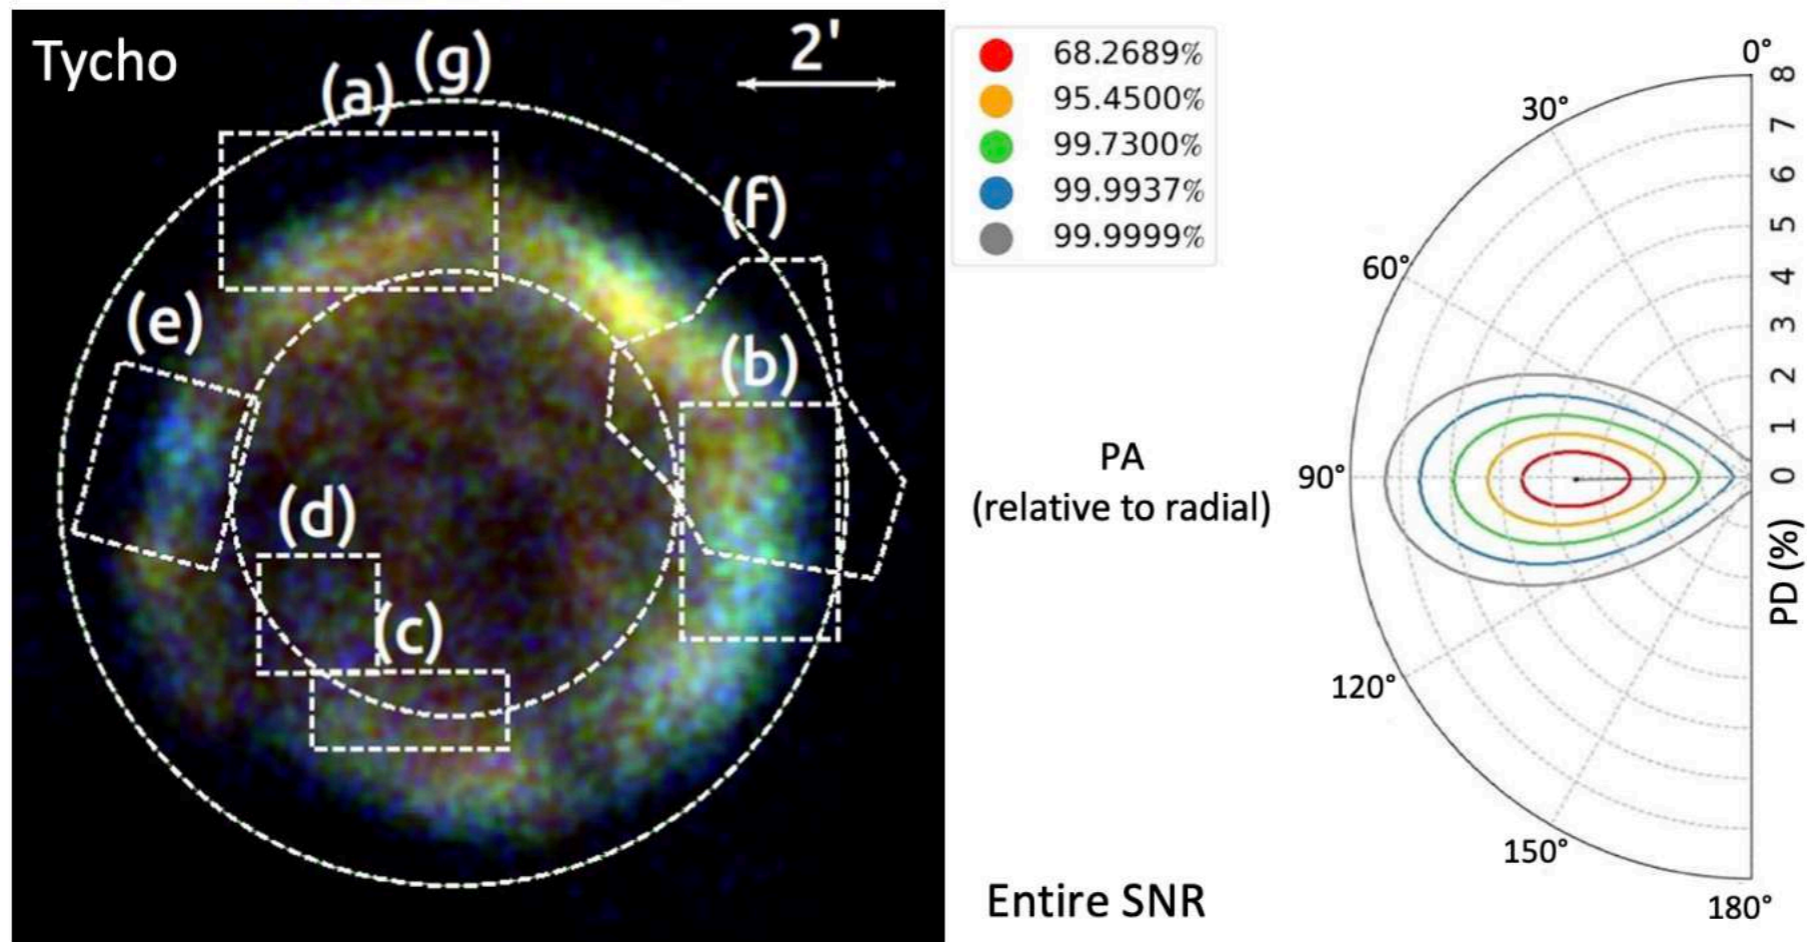 Tycho
(g)
2'
(a)
(f)
(e)
(b)
(d)
(c)
68.2689%
95.4500%
99.7300%
99.9937%
99.9999%
0°
30°
60°
90°
120°
150°
180°
8
7
6
5
4
3
2
1
0
PD (%)
PA
(relative to radial)
Entire SNR